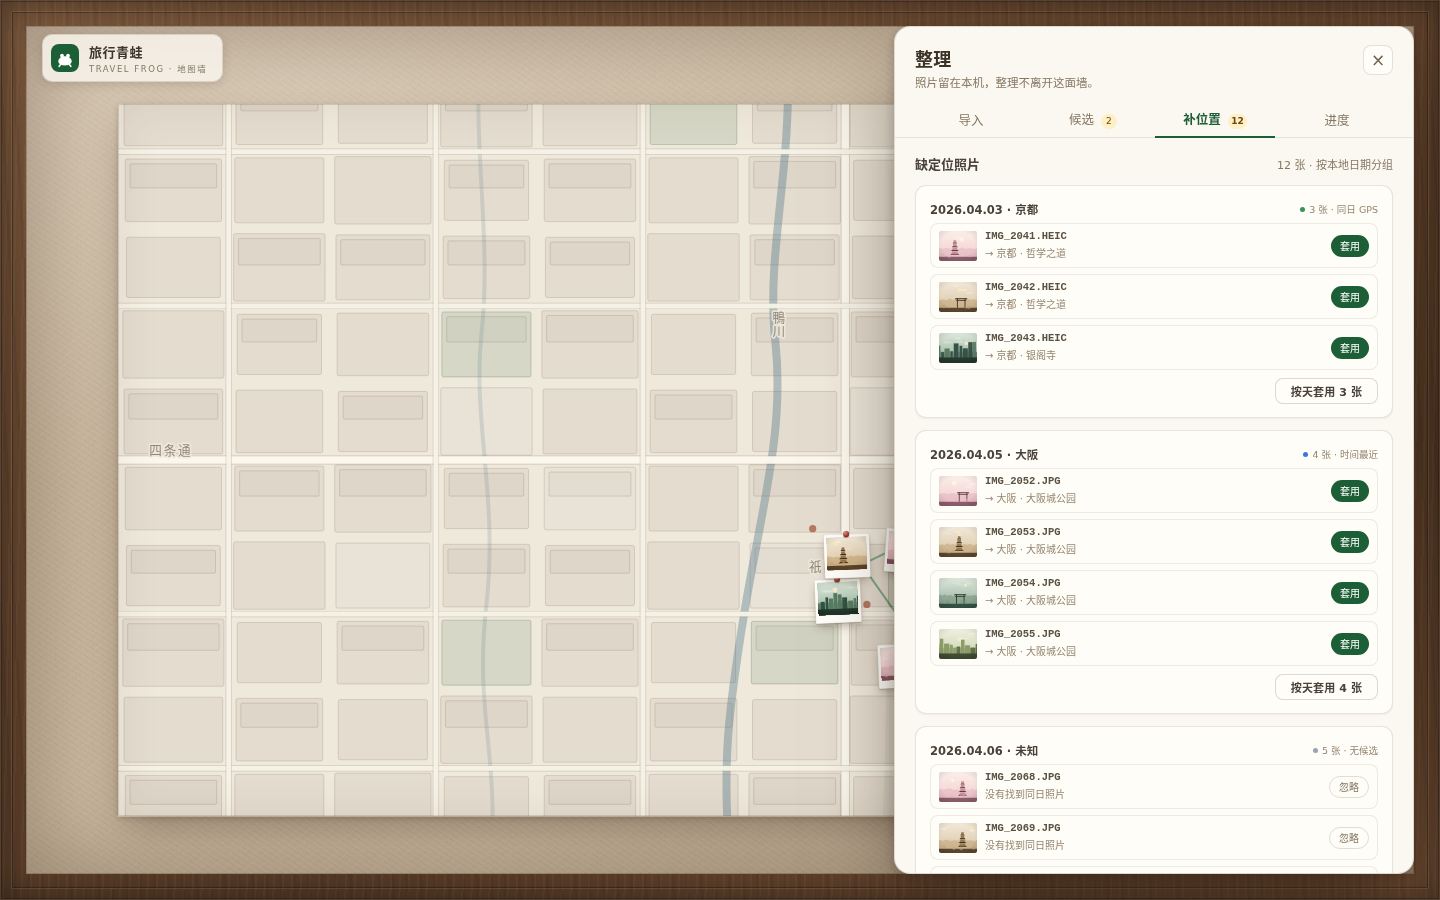 旅行青蛙
TRAVEL FROG · 地图墙
四条通
鴨川
祇
整理
照片留在本机，整理不离开这面墙。
×
导入
候选 2
补位置 12
进度
缺定位照片
12 张 · 按本地日期分组
2026.04.03 · 京都
3 张 · 同日 GPS
IMG_2041.HEIC
→ 京都 · 哲学之道
套用
IMG_2042.HEIC
→ 京都 · 哲学之道
套用
IMG_2043.HEIC
→ 京都 · 银阁寺
套用
按天套用 3 张
2026.04.05 · 大阪
4 张 · 时间最近
IMG_2052.JPG
→ 大阪 · 大阪城公园
套用
IMG_2053.JPG
→ 大阪 · 大阪城公园
套用
IMG_2054.JPG
→ 大阪 · 大阪城公园
套用
IMG_2055.JPG
→ 大阪 · 大阪城公园
套用
按天套用 4 张
2026.04.06 · 未知
5 张 · 无候选
IMG_2068.JPG
没有找到同日照片
忽略
IMG_2069.JPG
没有找到同日照片
忽略